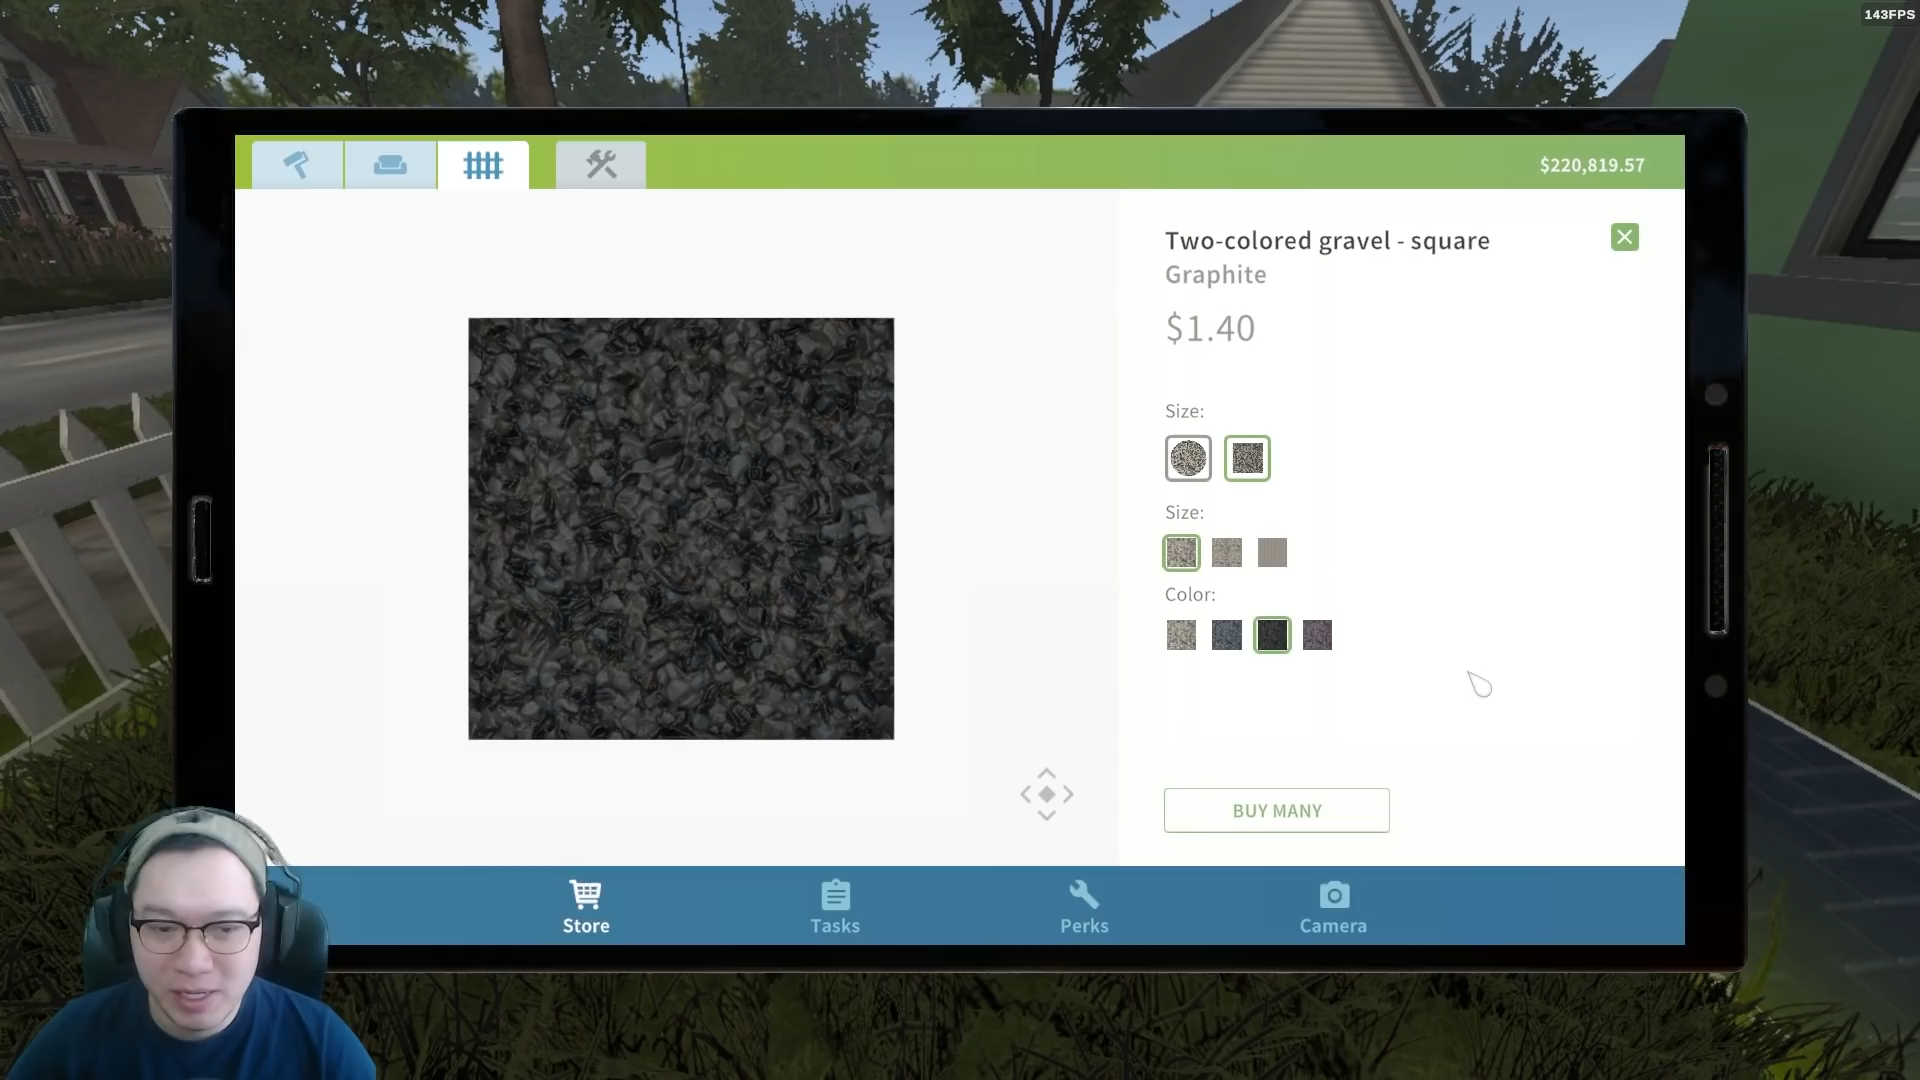 143FPS
$220,819.57
Two-colored gravel - square
Graphite
$1.40
Size:
Size:
Color:
BUY MANY
Store
Tasks
Perks
Camera